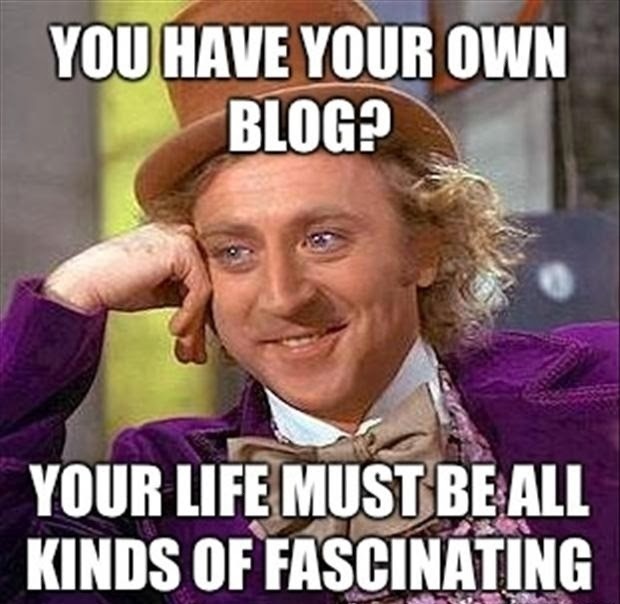 YOU HAVE YOUR OWN
BLOG?
YOUR LIFE MUST BE ALL
KINDS OF FASCINATING